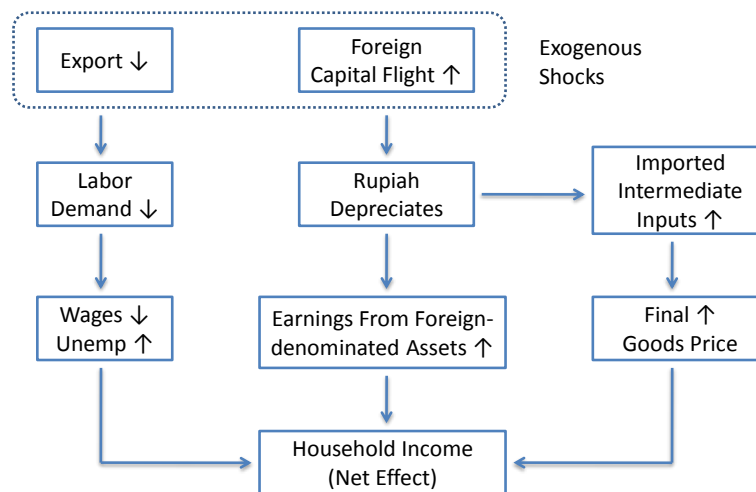 Export ↓
Foreign
Capital Flight ↑
Exogenous
Shocks
Labor
Demand ↓
Rupiah
Depreciates
Imported
Intermediate
Inputs ↑
Wages ↓
Unemp ↑
Earnings From Foreign-
denominated Assets ↑
Final ↑
Goods Price
Household Income
(Net Effect)